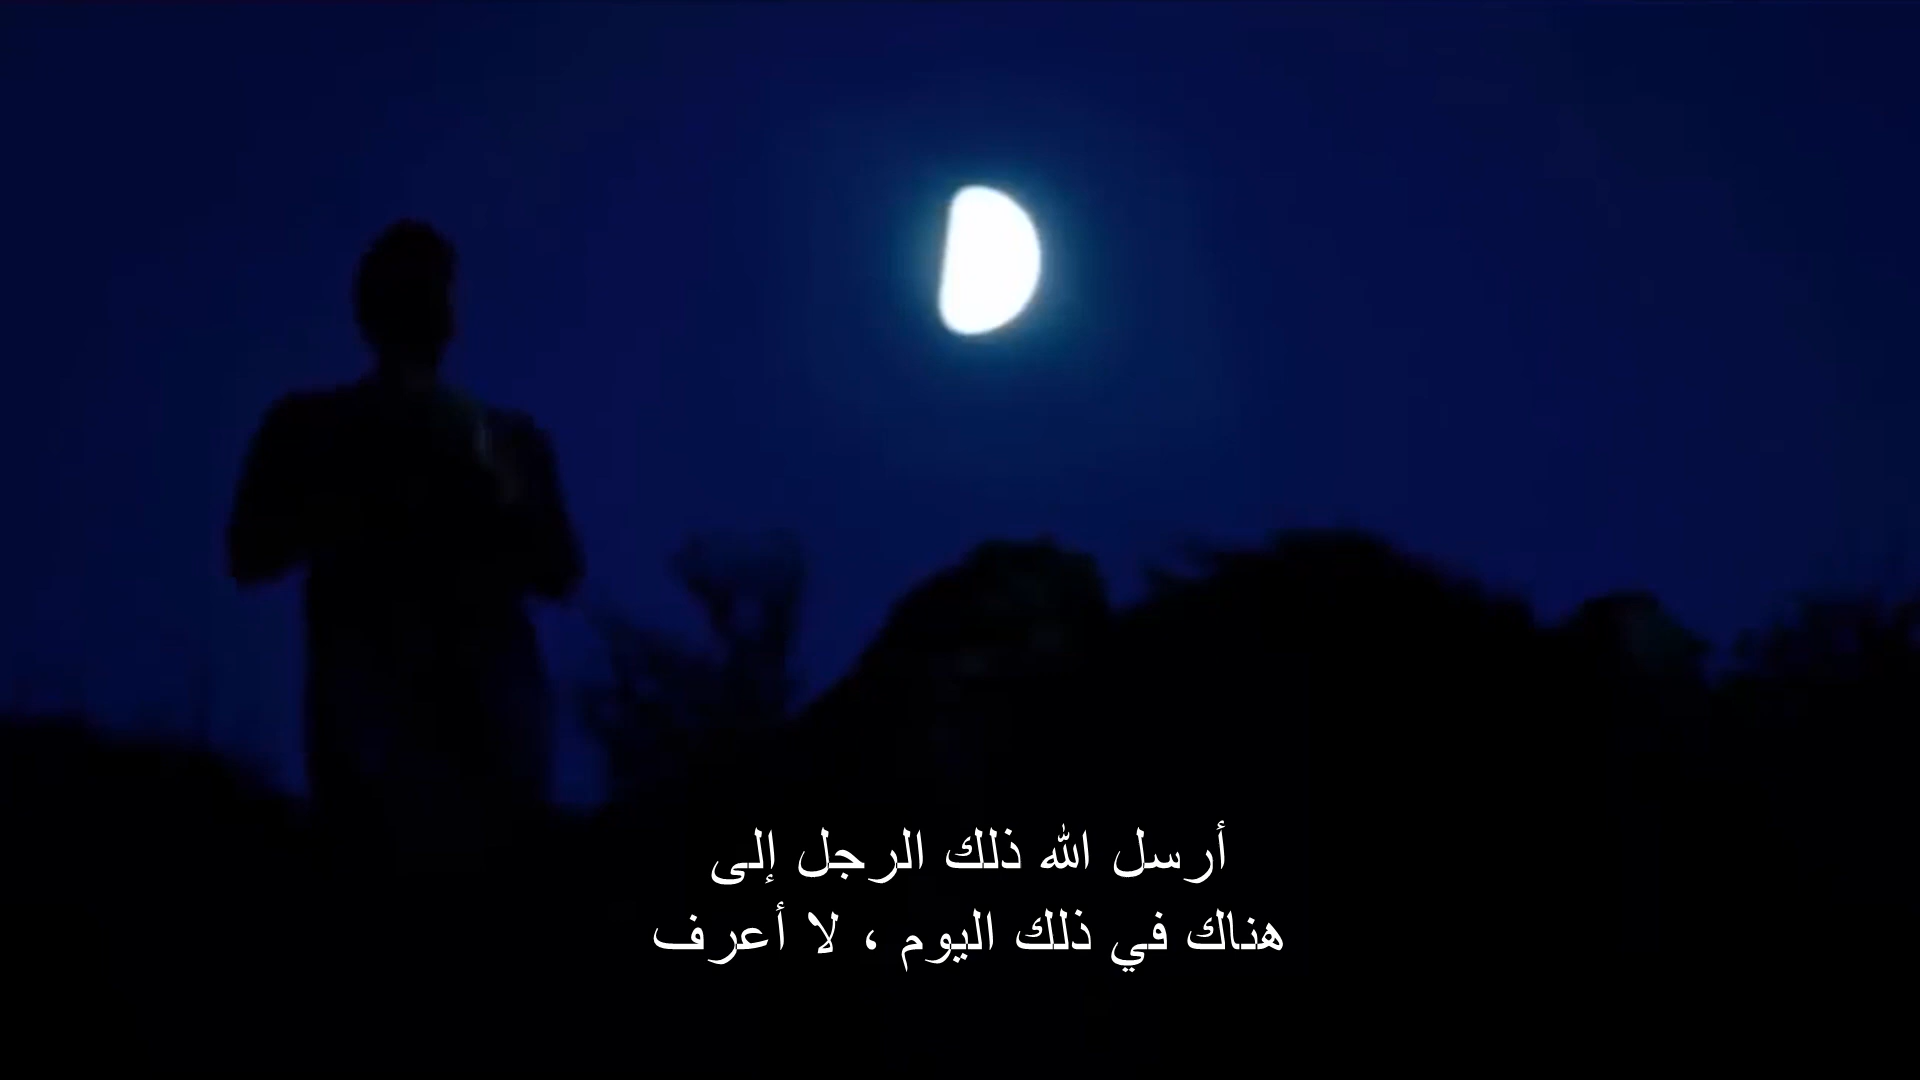 أرسل الله ذلك الرجل إلى
هناك في ذلك اليوم ، لا أعرف